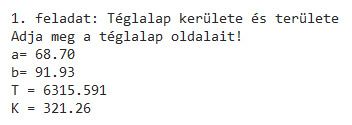 1. feladat: Téglalap kerülete és területe
Adja meg a téglalap oldalait!
a= 68.70
b= 91.93
T = 6315.591
K = 321.26